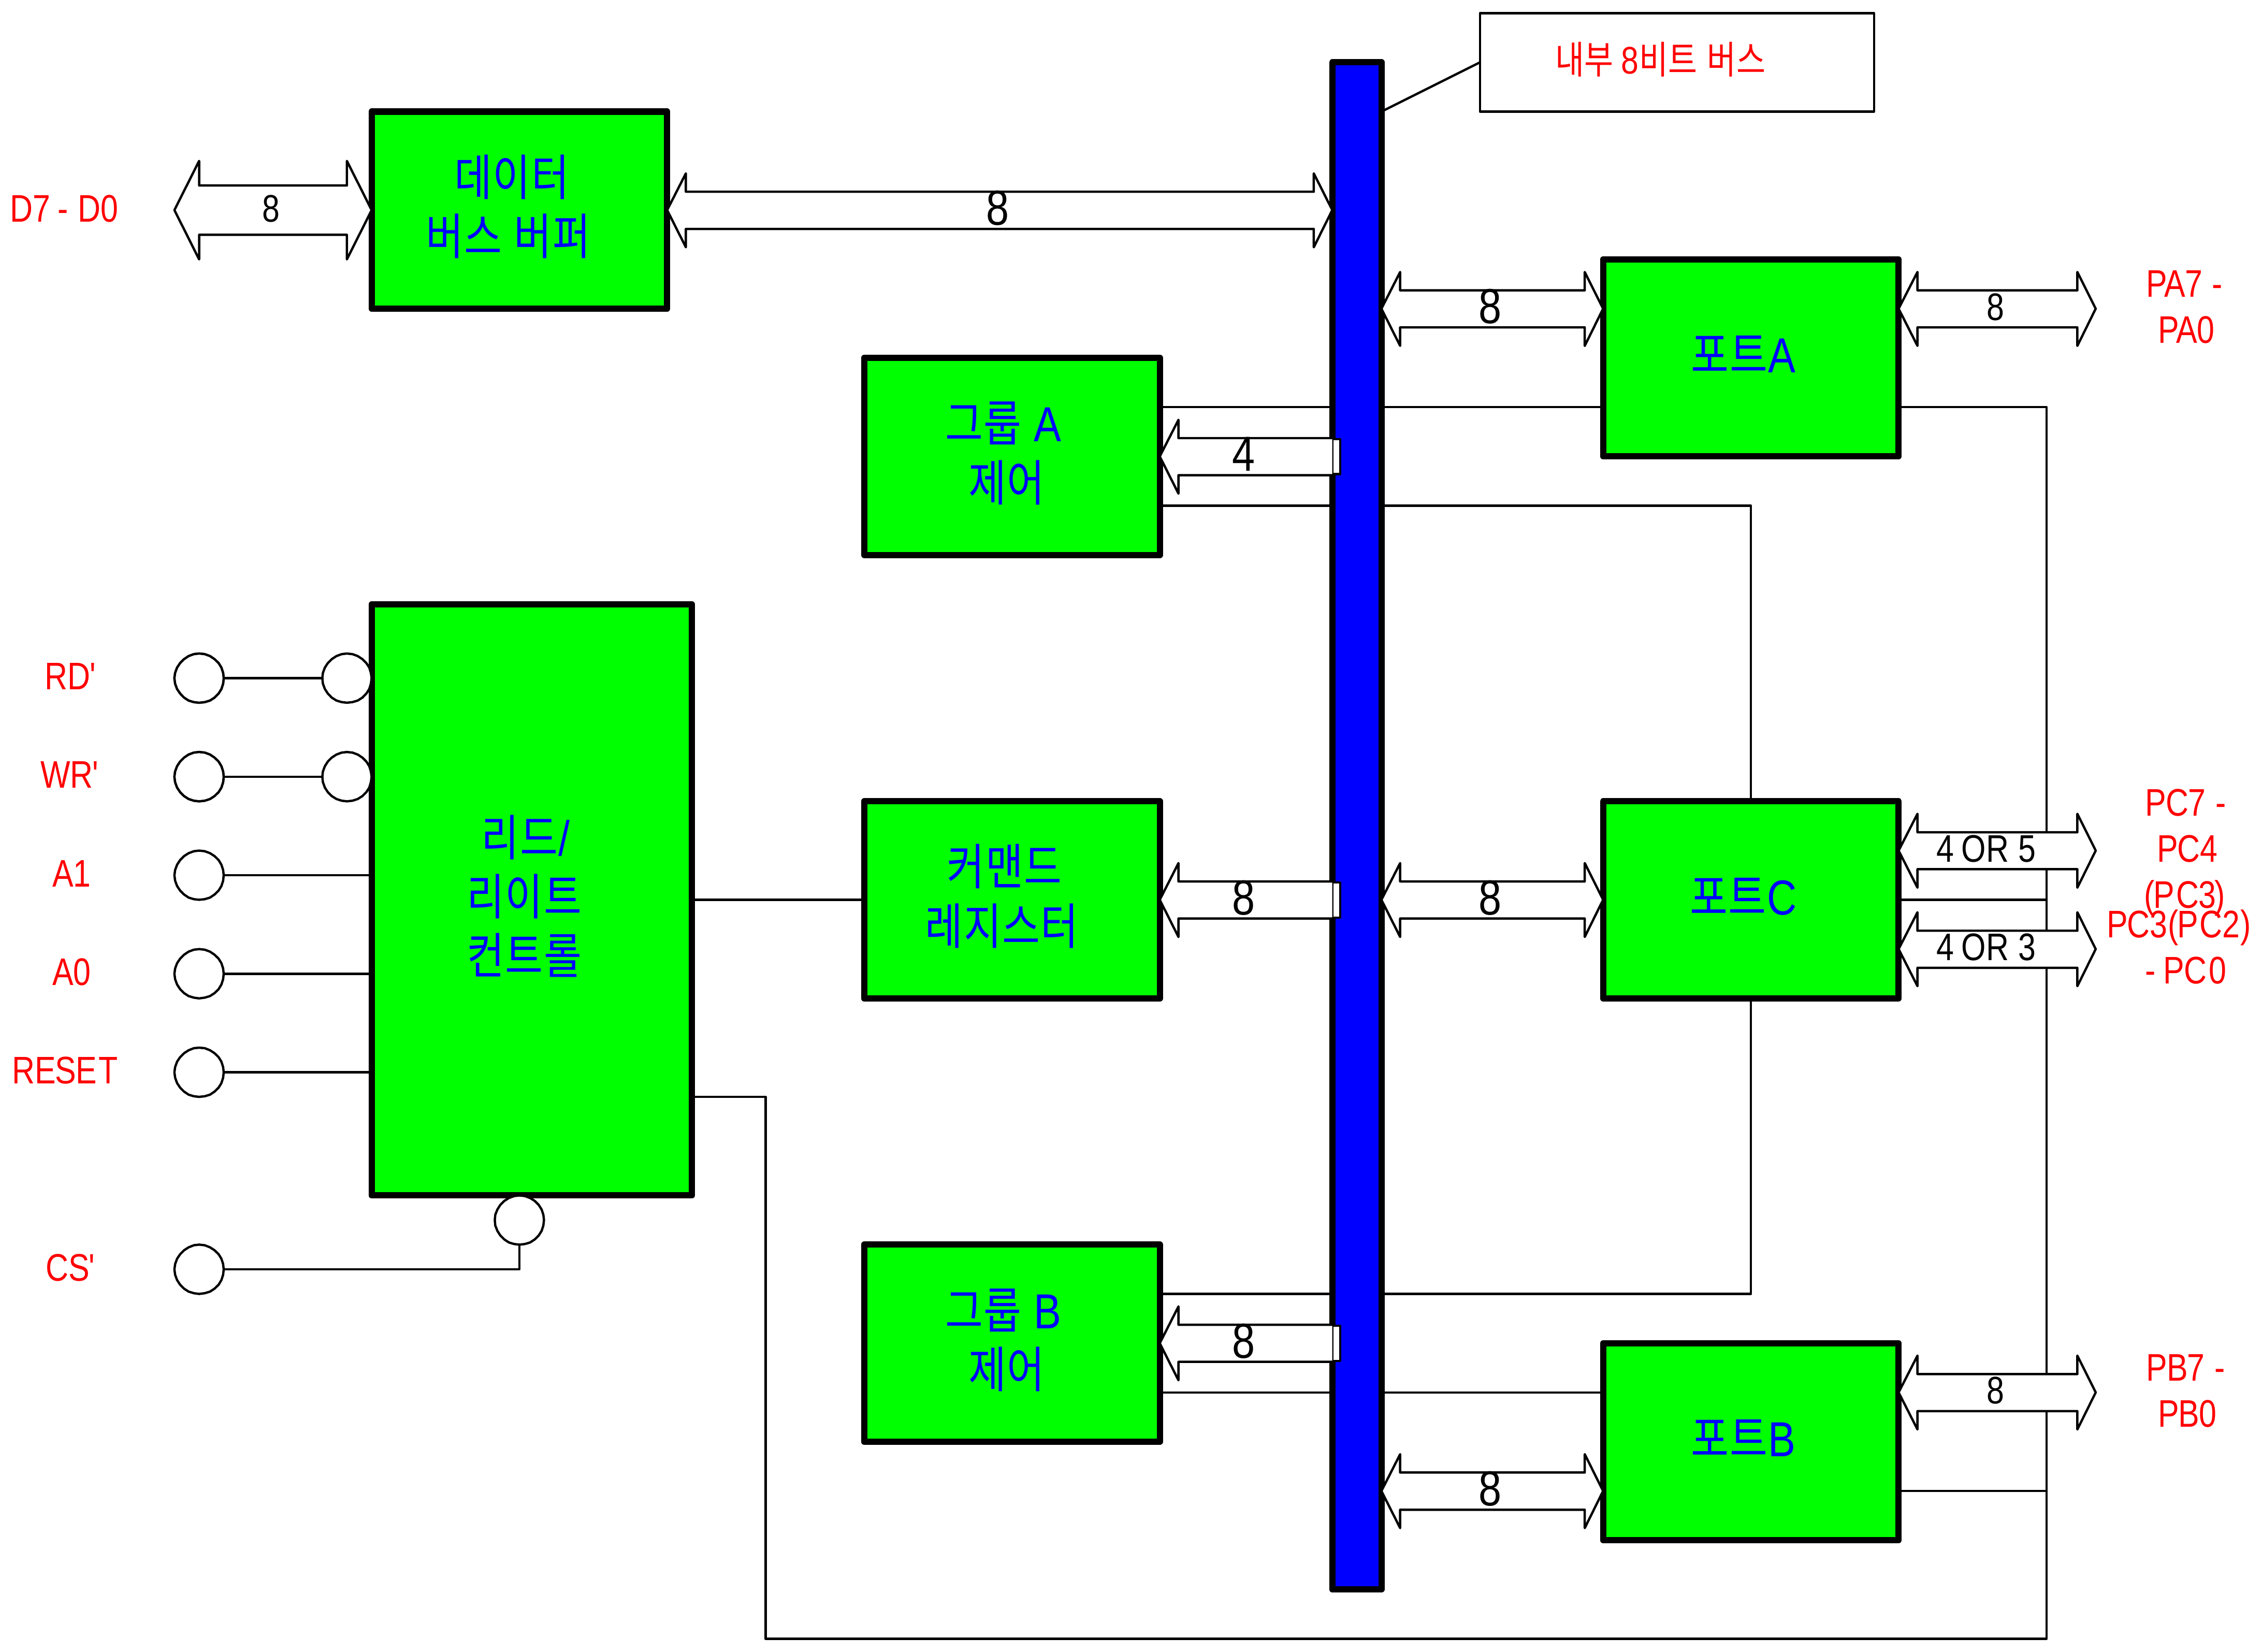 내부 8비트 버스
D7 - D0
8
데이터
버스 버퍼
8
8
포트A
8
PA7 -
PA0
그룹 A
제어
4
RD'
WR'
A1
A0
RESET
CS'
리드/
리이트
컨트롤
커맨드
레지스터
8
8
포트C
4 OR 5
4 OR 3
PC7 -
PC4
(PC3)
PC3(PC2)
- PC0
그룹 B
제어
8
포트B
8
8
PB7 -
PB0